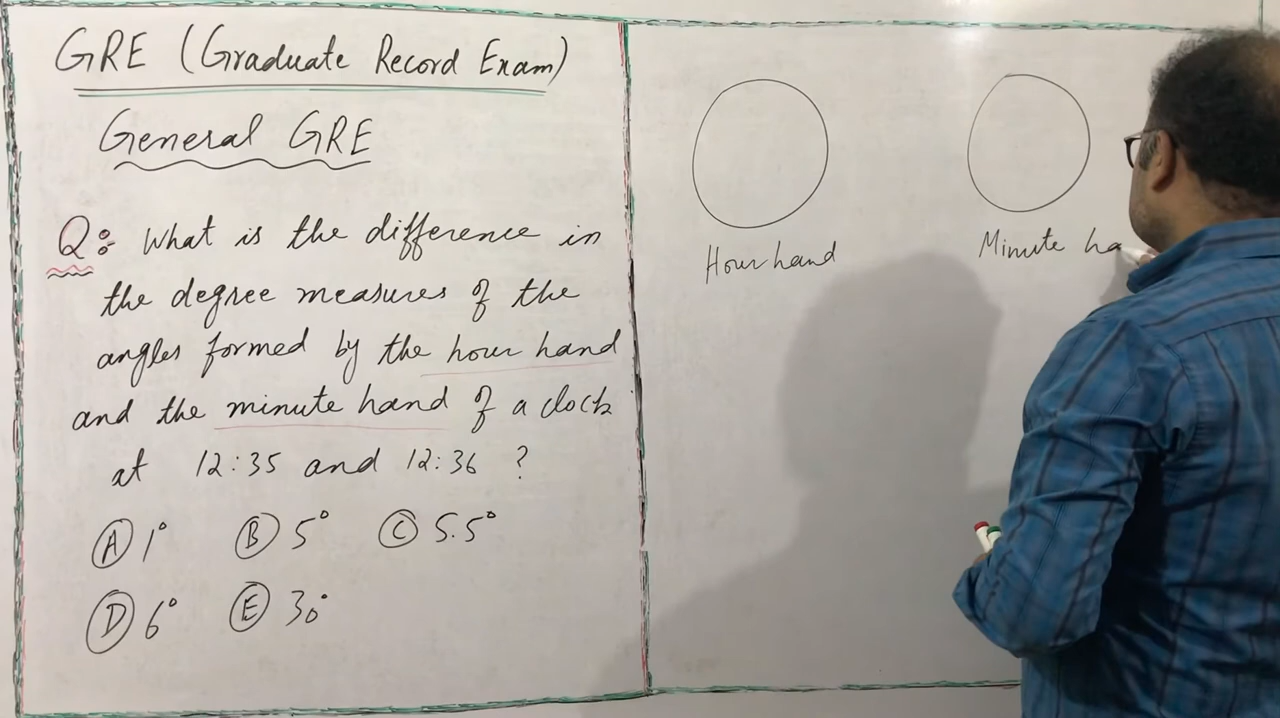 GRE (Graduate Record Exam)
General GRE
Q: What is the difference in
the degree measures of the
angles formed by the hour hand
and the minute hand of a clock
at 12:35 and 12:36 ?
(A) 1° (B) 5° (C) 5.5°
(D) 6° (E) 30°
Hour hand
Minute ha